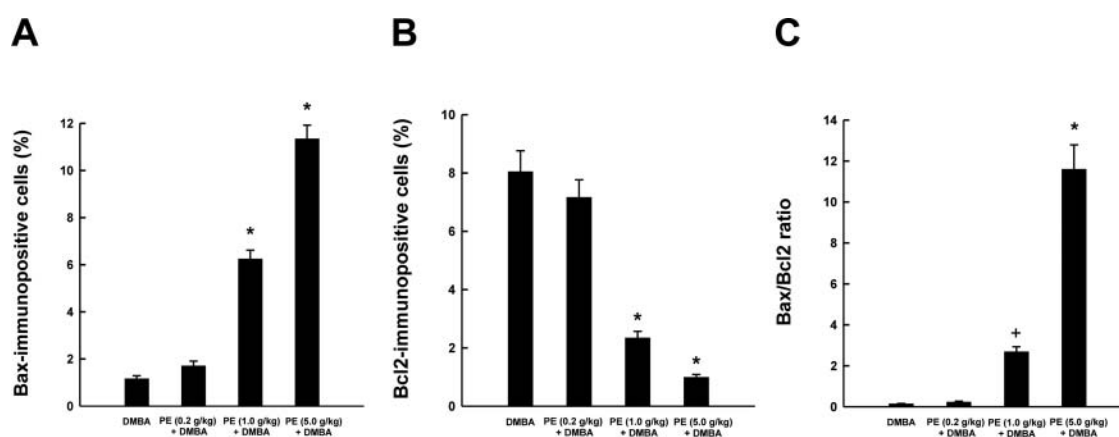 A
B
C
Bax-immunopositive cells (%)
12
10
8
6
4
2
0
*
*
DMBA
PE (0.2 g/kg) + DMBA
PE (1.0 g/kg) + DMBA
PE (5.0 g/kg) + DMBA
Bcl2-immunopositive cells (%)
10
8
6
4
2
0
*
*
DMBA
PE (0.2 g/kg) + DMBA
PE (1.0 g/kg) + DMBA
PE (5.0 g/kg) + DMBA
Bax/Bcl2 ratio
14
12
10
8
6
4
2
0
+
*
DMBA
PE (0.2 g/kg) + DMBA
PE (1.0 g/kg) + DMBA
PE (5.0 g/kg) + DMBA